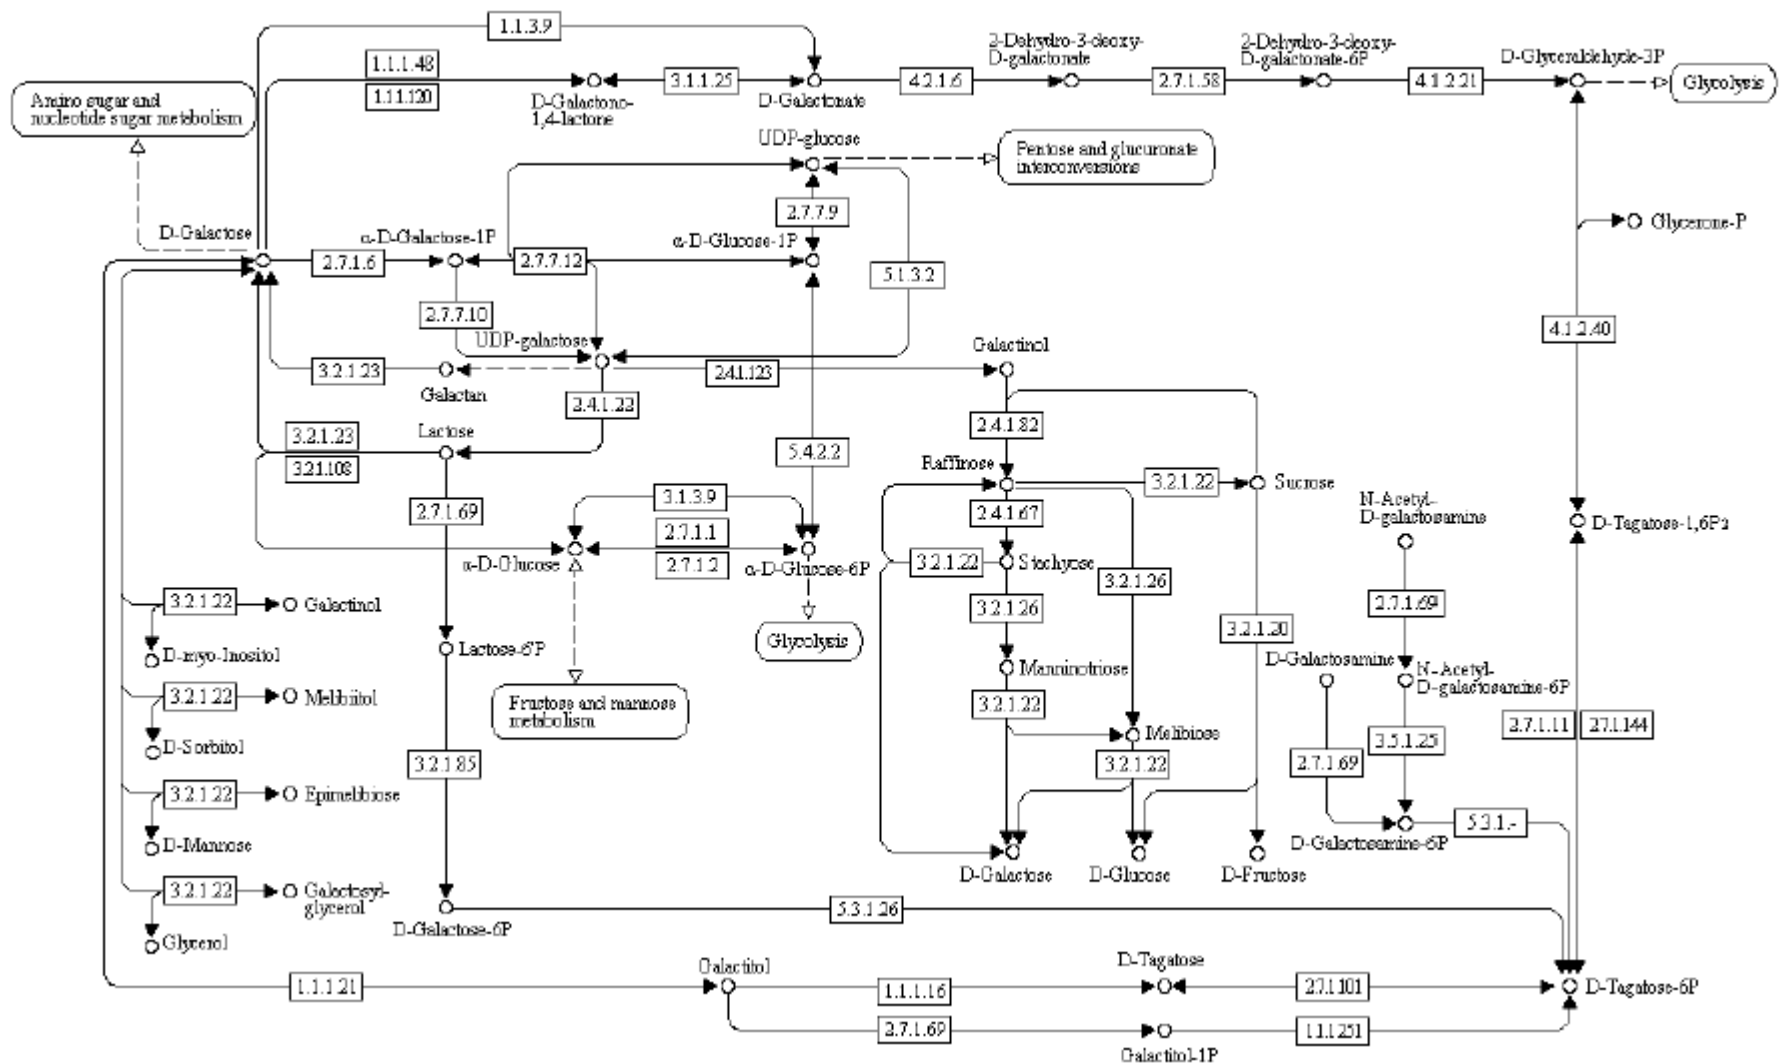 1.1.3.9
2-Dehydro-3-deoxy-
D-galactonate
2-Dehydro-3-deoxy-
D-galactonate-6P
D-Glyceraldehyde-3P
1.1.1.48
1.1.1.120
3.1.1.25
4.2.1.6
2.7.1.58
4.1.2.21
Glycolysis
Amino sugar and
nucleotide sugar metabolism
D-Galactono-
1,4-lactone
D-Galactonate
UDP-glucose
Pentose and glucuronate
interconversions
2.7.7.9
D-Galactose
α-D-Galactose-1P
α-D-Glucose-1P
Glycerone-P
2.7.1.6
2.7.7.12
5.1.3.2
2.7.7.10
4.1.2.40
UDP-galactose
Galactinol
3.2.1.23
Galactan
2.4.1.123
2.4.1.22
2.4.1.82
3.2.1.23
3.2.1.108
Lactose
5.4.2.2
Raffinose
3.2.1.22
Sucrose
3.1.3.9
2.7.1.69
2.4.1.67
N-Acetyl-
D-galactosamine
D-Tagatose-1,6P2
2.7.1.1
2.7.1.2
α-D-Glucose
α-D-Glucose-6P
3.2.1.22
Stachyose
3.2.1.26
3.2.1.22
Galactinol
3.2.1.26
2.7.1.69
3.2.1.20
D-myo-Inositol
Lactose-6'P
Glycolysis
Manninotriose
D-Galactosamine
N-Acetyl-
D-galactosamine-6P
3.2.1.22
Melibiitol
Fructose and mannose
metabolism
3.2.1.22
D-Sorbitol
Melibiose
2.7.1.11
2.7.1.144
3.5.1.25
3.2.1.85
3.2.1.22
2.7.1.69
3.2.1.22
Epimelibiose
5.3.1.-
D-Mannose
D-Galactosamine-6P
D-Galactose
D-Glucose
D-Fructose
3.2.1.22
Galactosyl-
glycerol
5.3.1.26
D-Galactose-6P
Glycerol
Galactitol
D-Tagatose
1.1.1.21
1.1.1.16
2.7.1.101
D-Tagatose-6P
2.7.1.69
1.1.1.251
Galactitol-1P